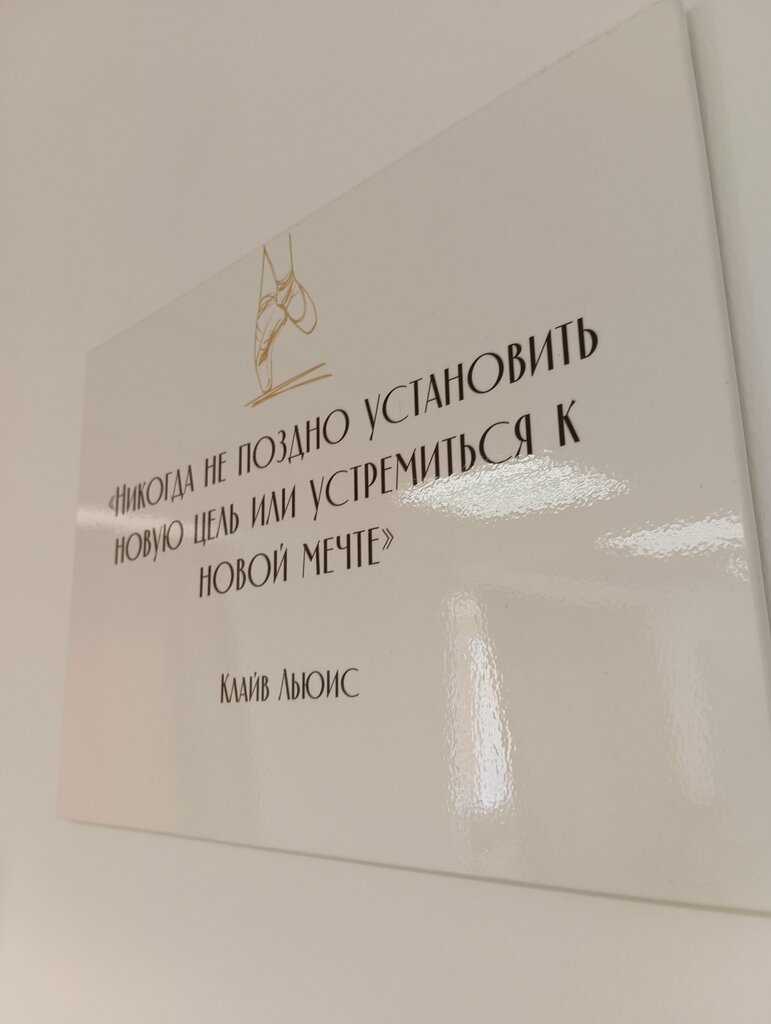 «Никогда не поздно установить
новую цель или устремиться к
новой мечте»
Клайв Льюис